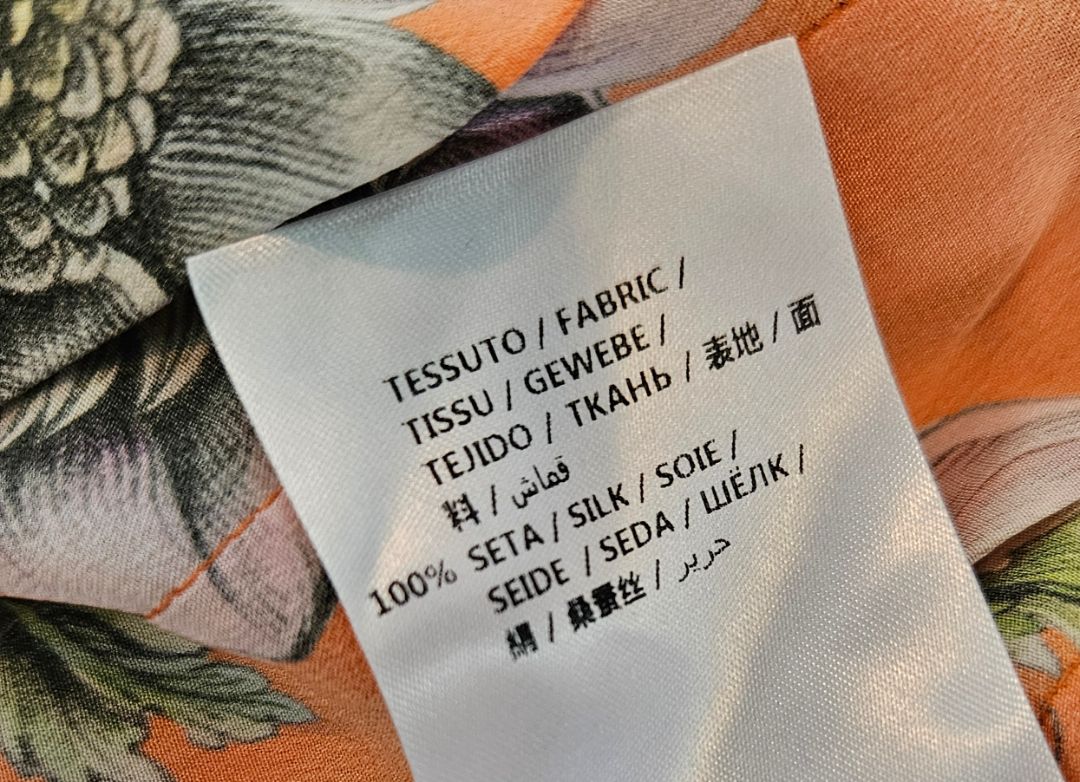 TESSUTO / FABRIC /
TISSU / GEWEBE /
TEJIDO / ТКАНЬ / 表地 / 面
料 / قماش
100% SETA / SILK / SOIE /
SEIDE / SEDA / ШЁЛК /
絹 / 桑蚕丝 / حرير